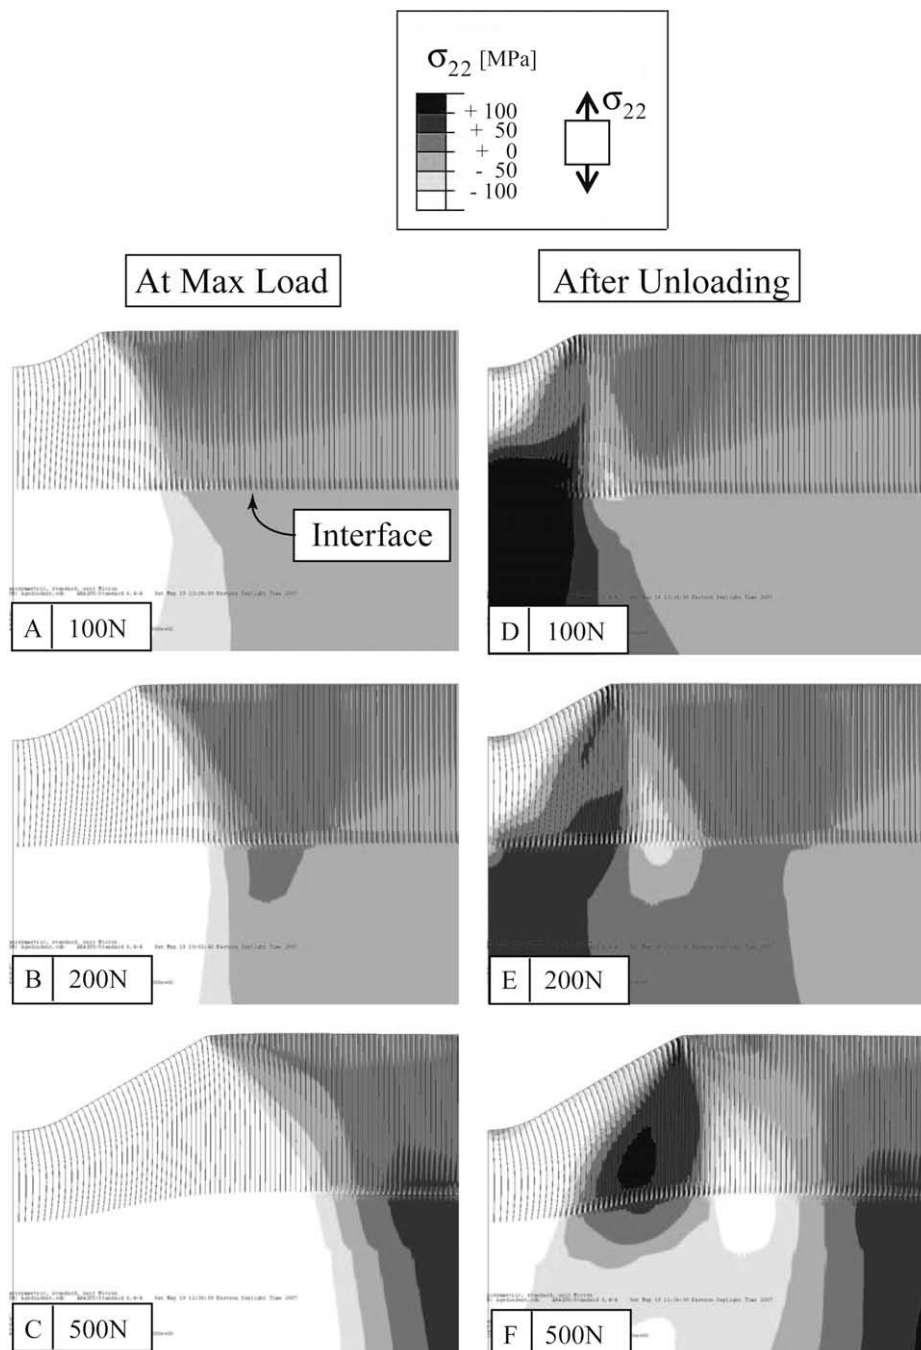 σ22 [MPa]
+ 100
+ 50
+ 0
- 50
- 100
σ22
At Max Load
After Unloading
Interface
A 100N
D 100N
B 200N
E 200N
C 500N
F 500N